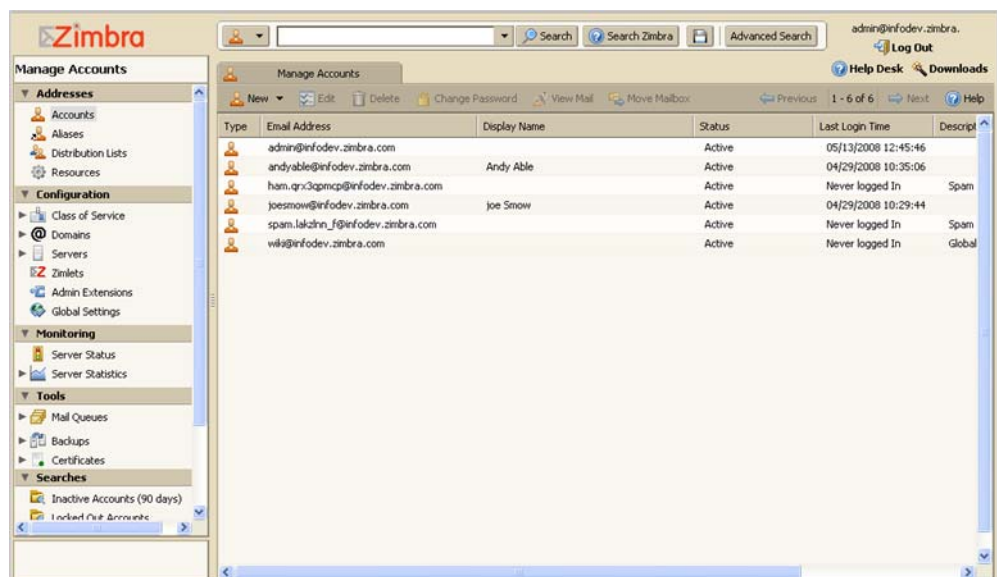 Zimbra
Search
Search Zimbra
Advanced Search
admin@infodev.zimbra.
Log Out
Help Desk
Downloads
Manage Accounts
Addresses
Accounts
Aliases
Distribution Lists
Resources
Configuration
Class of Service
Domains
Servers
Zimlets
Admin Extensions
Global Settings
Monitoring
Server Status
Server Statistics
Tools
Mail Queues
Backups
Certificates
Searches
Inactive Accounts (90 days)
Locked Out Accounts
Manage Accounts
New Edit Delete Change Password View Mail Move Mailbox Previous 1 - 6 of 6 Next Help
Type Email Address Display Name Status Last Login Time Descript
admin@infodev.zimbra.com Active 05/13/2008 12:45:46
andyable@infodev.zimbra.com Andy Able Active 04/29/2008 10:35:06
ham.qrx3qpmcp@infodev.zimbra.com Active Never logged In Spam
joesmow@infodev.zimbra.com joe Smow Active 04/29/2008 10:29:44
spam.lakzlnn_f@infodev.zimbra.com Active Never logged In Spam
wiki@infodev.zimbra.com Active Never logged In Global